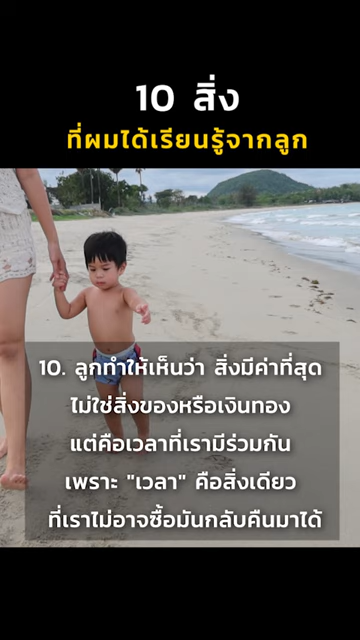 10 สิ่ง
ที่ผมได้เรียนรู้จากลูก
10. ลูกทำให้เห็นว่า สิ่งมีค่าที่สุด
ไม่ใช่สิ่งของหรือเงินทอง
แต่คือเวลาที่เรามีร่วมกัน
เพราะ "เวลา" คือสิ่งเดียว
ที่เราไม่อาจซื้อมันกลับคืนมาได้